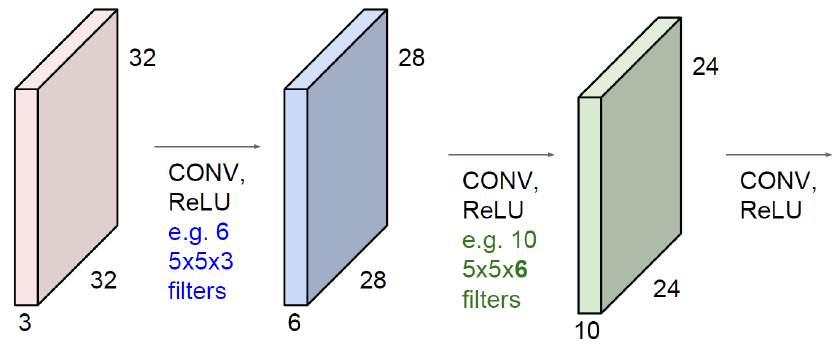 32
32
3
CONV,
ReLU
e.g. 6
5x5x3
filters
28
28
6
CONV,
ReLU
e.g. 10
5x5x6
filters
24
24
10
CONV,
ReLU